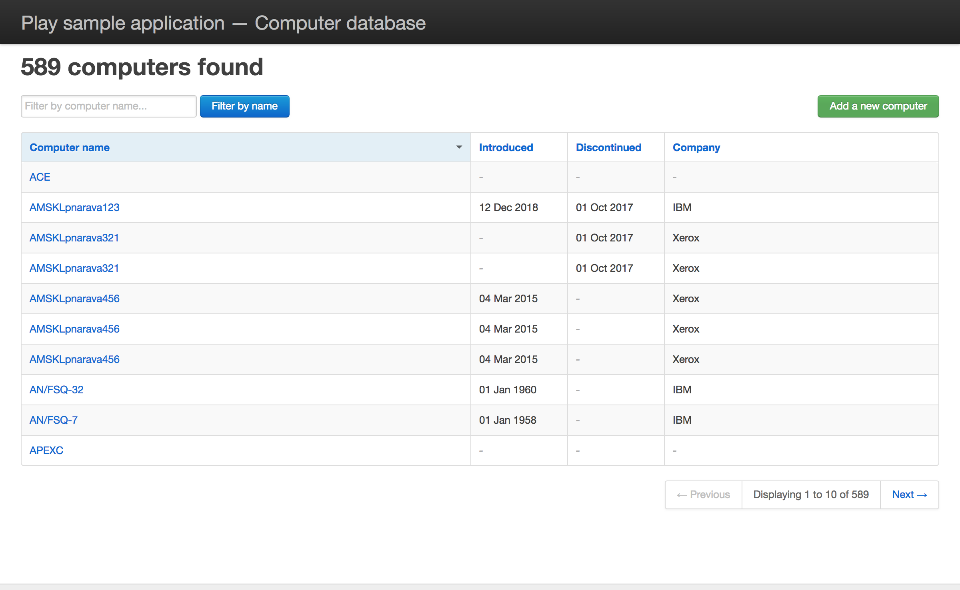 Play sample application — Computer database
589 computers found
Filter by computer name... Filter by name Add a new computer
Computer name Introduced Discontinued Company
ACE - - -
AMSKLpnarava123 12 Dec 2018 01 Oct 2017 IBM
AMSKLpnarava321 - 01 Oct 2017 Xerox
AMSKLpnarava321 - 01 Oct 2017 Xerox
AMSKLpnarava456 04 Mar 2015 - Xerox
AMSKLpnarava456 04 Mar 2015 - Xerox
AMSKLpnarava456 04 Mar 2015 - Xerox
AN/FSQ-32 01 Jan 1960 - IBM
AN/FSQ-7 01 Jan 1958 - IBM
APEXC - - -
← Previous Displaying 1 to 10 of 589 Next →